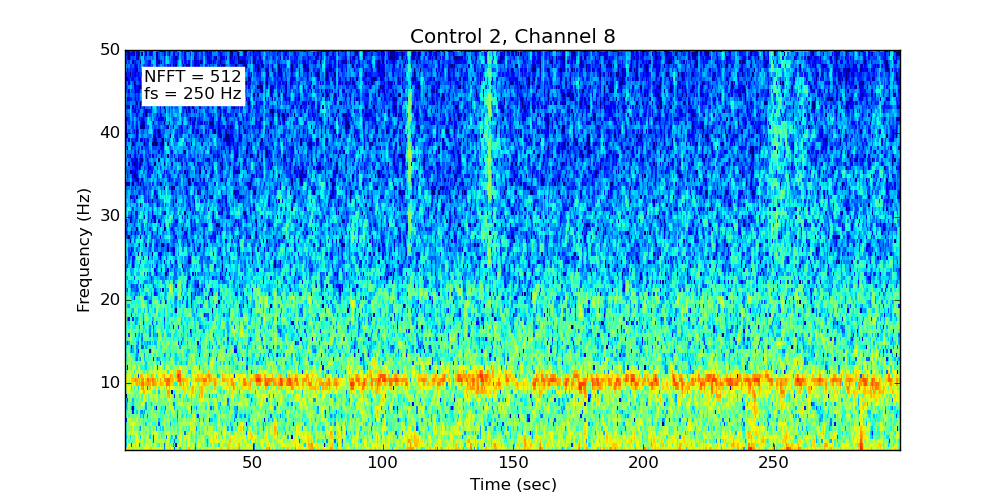 Control 2, Channel 8
NFFT = 512
fs = 250 Hz
50
40
30
20
10
Frequency (Hz)
50
100
150
200
250
Time (sec)